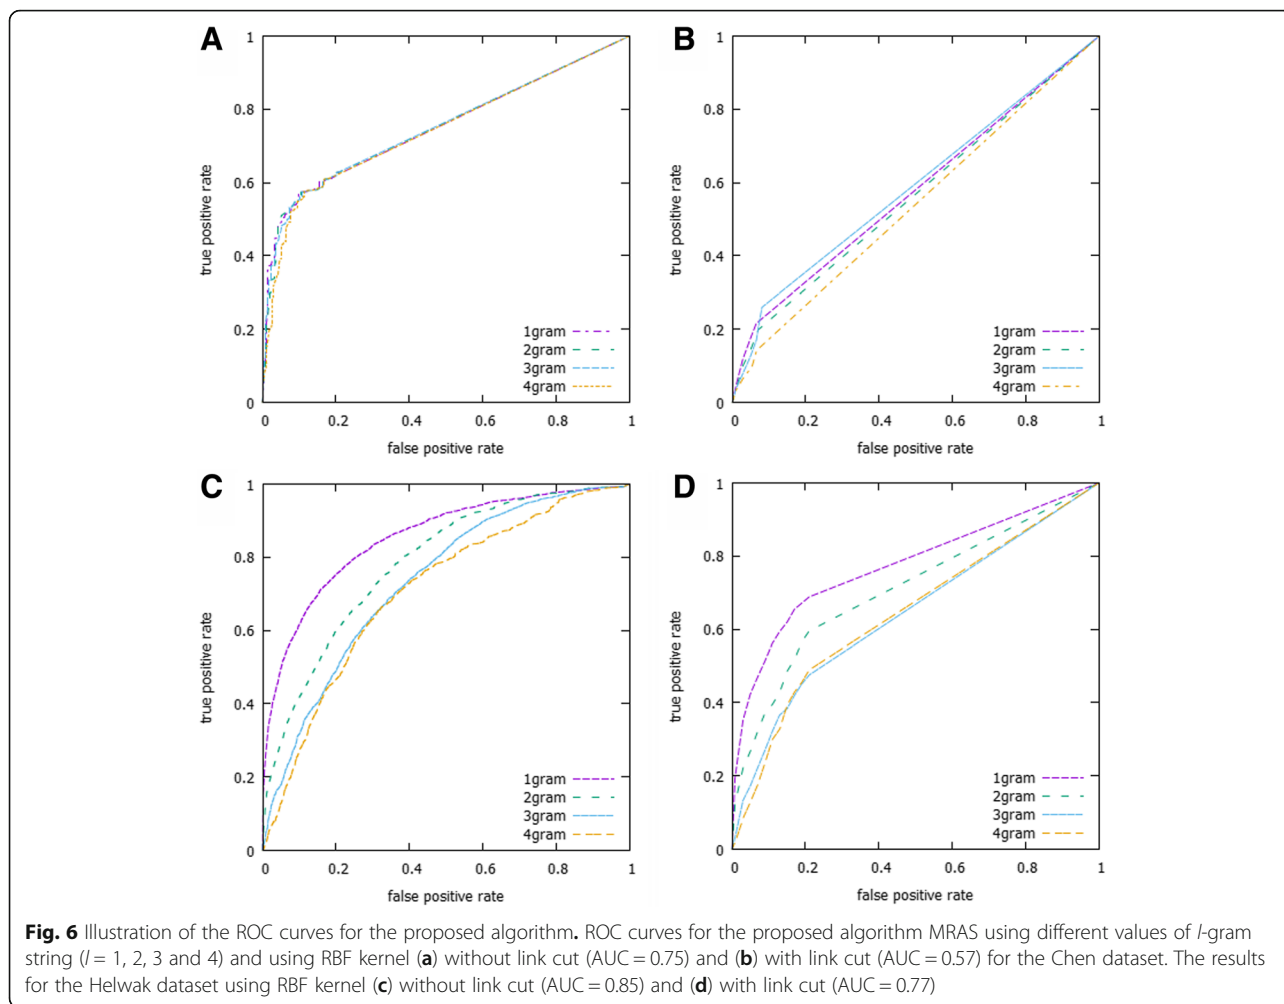 A
1
0.8
0.6
0.4
0.2
0
true positive rate
1gram
2gram
3gram
4gram
0 0.2 0.4 0.6 0.8 1
false positive rate
B
1
0.8
0.6
0.4
0.2
0
true positive rate
1gram
2gram
3gram
4gram
0 0.2 0.4 0.6 0.8 1
false positive rate
C
1
0.8
0.6
0.4
0.2
0
true positive rate
1gram
2gram
3gram
4gram
0 0.2 0.4 0.6 0.8 1
false positive rate
D
1
0.8
0.6
0.4
0.2
0
true positive rate
1gram
2gram
3gram
4gram
0 0.2 0.4 0.6 0.8 1
false positive rate
Fig. 6 Illustration of the ROC curves for the proposed algorithm. ROC curves for the proposed algorithm MRAS using different values of l-gram
string (l = 1, 2, 3 and 4) and using RBF kernel (a) without link cut (AUC = 0.75) and (b) with link cut (AUC = 0.57) for the Chen dataset. The results
for the Helwak dataset using RBF kernel (c) without link cut (AUC = 0.85) and (d) with link cut (AUC = 0.77)